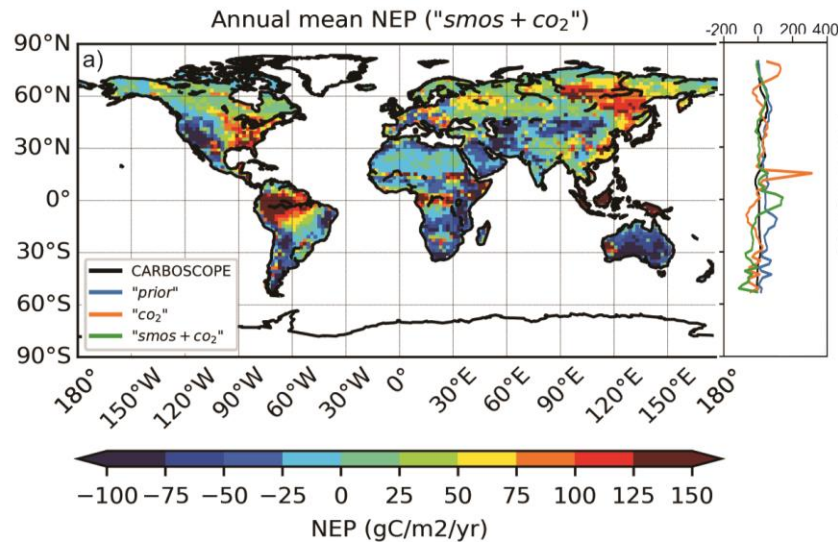 Annual mean NEP ("smos + co₂")
-200 0 200 400
a)
90°N
60°N
30°N
0°
30°S
60°S
90°S
CARBOSCOPE
"prior"
"co₂"
"smos + co₂"
180° 150°W 120°W 90°W 60°W 30°W 0° 30°E 60°E 90°E 120°E 150°E 180°
−100 −75 −50 −25 0 25 50 75 100 125 150
NEP (gC/m2/yr)